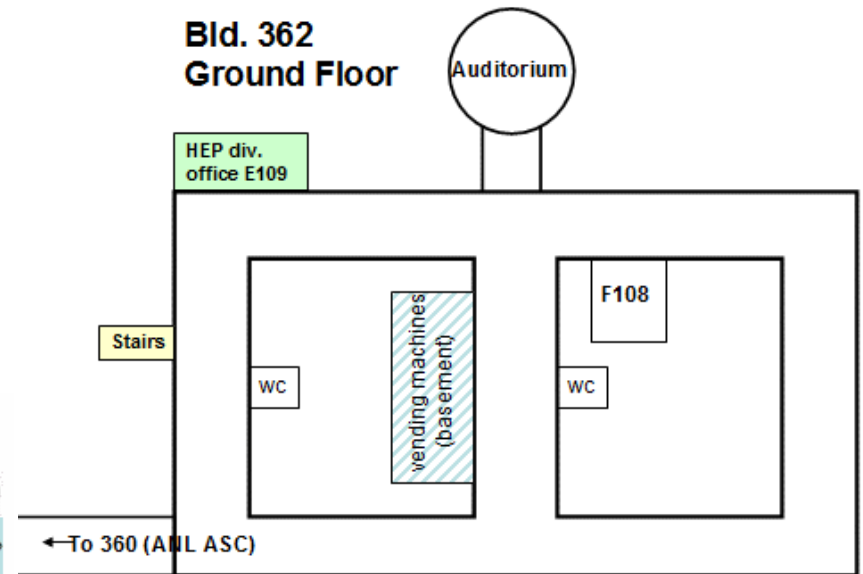 Bld. 362
Ground Floor
Auditorium
HEP div.
office E109
F108
Stairs
wc
vending machines
(basement)
wc
←To 360 (ANL ASC)